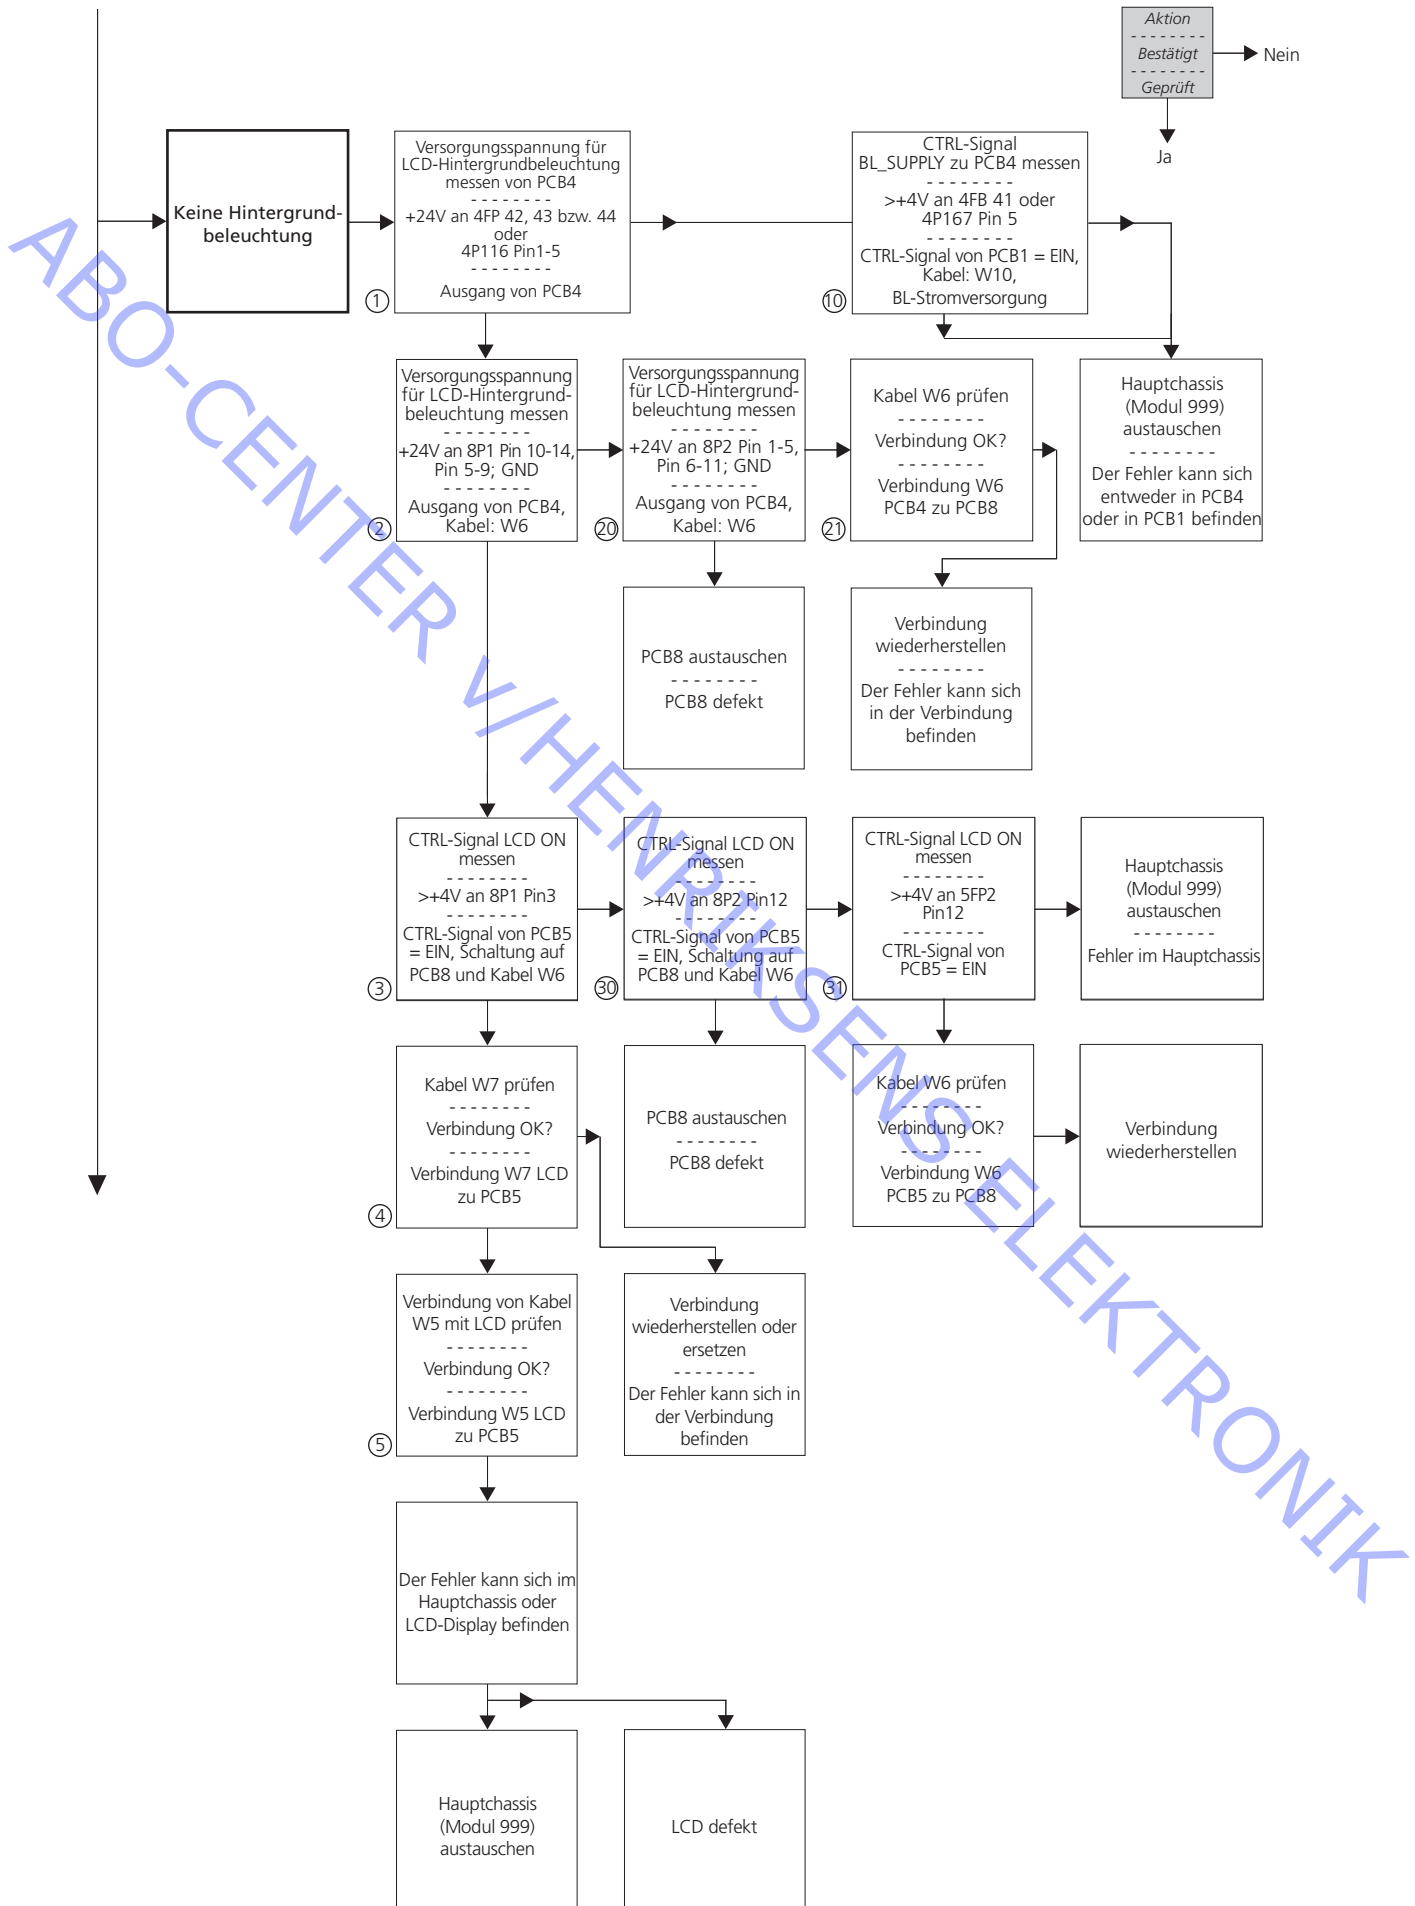 Aktion
- - - - - - - -
Bestätigt
- - - - - - - -
Geprüft
Nein
Ja
Keine Hintergrund-
beleuchtung
Versorgungsspannung für
LCD-Hintergrundbeleuchtung
messen von PCB4
- - - - - - - -
+24V an 4FP 42, 43 bzw. 44
oder
4P116 Pin1-5
- - - - - - - -
Ausgang von PCB4
1
CTRL-Signal
BL_SUPPLY zu PCB4 messen
- - - - - - - -
>+4V an 4FB 41 oder
4P167 Pin 5
- - - - - - - -
CTRL-Signal von PCB1 = EIN,
Kabel: W10,
BL-Stromversorgung
10
Versorgungsspannung
für LCD-Hintergrund-
beleuchtung messen
- - - - - - - -
+24V an 8P1 Pin 10-14,
Pin 5-9; GND
- - - - - - - -
Ausgang von PCB4,
Kabel: W6
2
Versorgungsspannung
für LCD-Hintergrund-
beleuchtung messen
- - - - - - - -
+24V an 8P2 Pin 1-5,
Pin 6-11; GND
- - - - - - - -
Ausgang von PCB4,
Kabel: W6
20
Kabel W6 prüfen
- - - - - - - -
Verbindung OK?
- - - - - - - -
Verbindung W6
PCB4 zu PCB8
21
Hauptchassis
(Modul 999)
austauschen
- - - - - - - -
Der Fehler kann sich
entweder in PCB4
oder in PCB1 befinden
PCB8 austauschen
- - - - - - - -
PCB8 defekt
Verbindung
wiederherstellen
- - - - - - - -
Der Fehler kann sich
in der Verbindung
befinden
CTRL-Signal LCD ON
messen
- - - - - - - -
>+4V an 8P1 Pin3
- - - - - - - -
CTRL-Signal von PCB5
= EIN, Schaltung auf
PCB8 und Kabel W6
3
CTRL-Signal LCD ON
messen
- - - - - - - -
>+4V an 8P2 Pin12
- - - - - - - -
CTRL-Signal von PCB5
= EIN, Schaltung auf
PCB8 und Kabel W6
30
CTRL-Signal LCD ON
messen
- - - - - - - -
>+4V an 5FP2
Pin12
- - - - - - - -
CTRL-Signal von
PCB5 = EIN
31
Hauptchassis
(Modul 999)
austauschen
- - - - - - - -
Fehler im Hauptchassis
Kabel W7 prüfen
- - - - - - - -
Verbindung OK?
- - - - - - - -
Verbindung W7 LCD
zu PCB5
4
PCB8 austauschen
- - - - - - - -
PCB8 defekt
Kabel W6 prüfen
- - - - - - - -
Verbindung OK?
- - - - - - - -
Verbindung W6
PCB5 zu PCB8
Verbindung
wiederherstellen
Verbindung von Kabel
W5 mit LCD prüfen
- - - - - - - -
Verbindung OK?
- - - - - - - -
Verbindung W5 LCD
zu PCB5
5
Verbindung
wiederherstellen oder
ersetzen
- - - - - - - -
Der Fehler kann sich in
der Verbindung
befinden
Der Fehler kann sich im
Hauptchassis oder
LCD-Display befinden
Hauptchassis
(Modul 999)
austauschen
LCD defekt
ABO-CENTER v/HENRIKSENS ELEKTRONIK